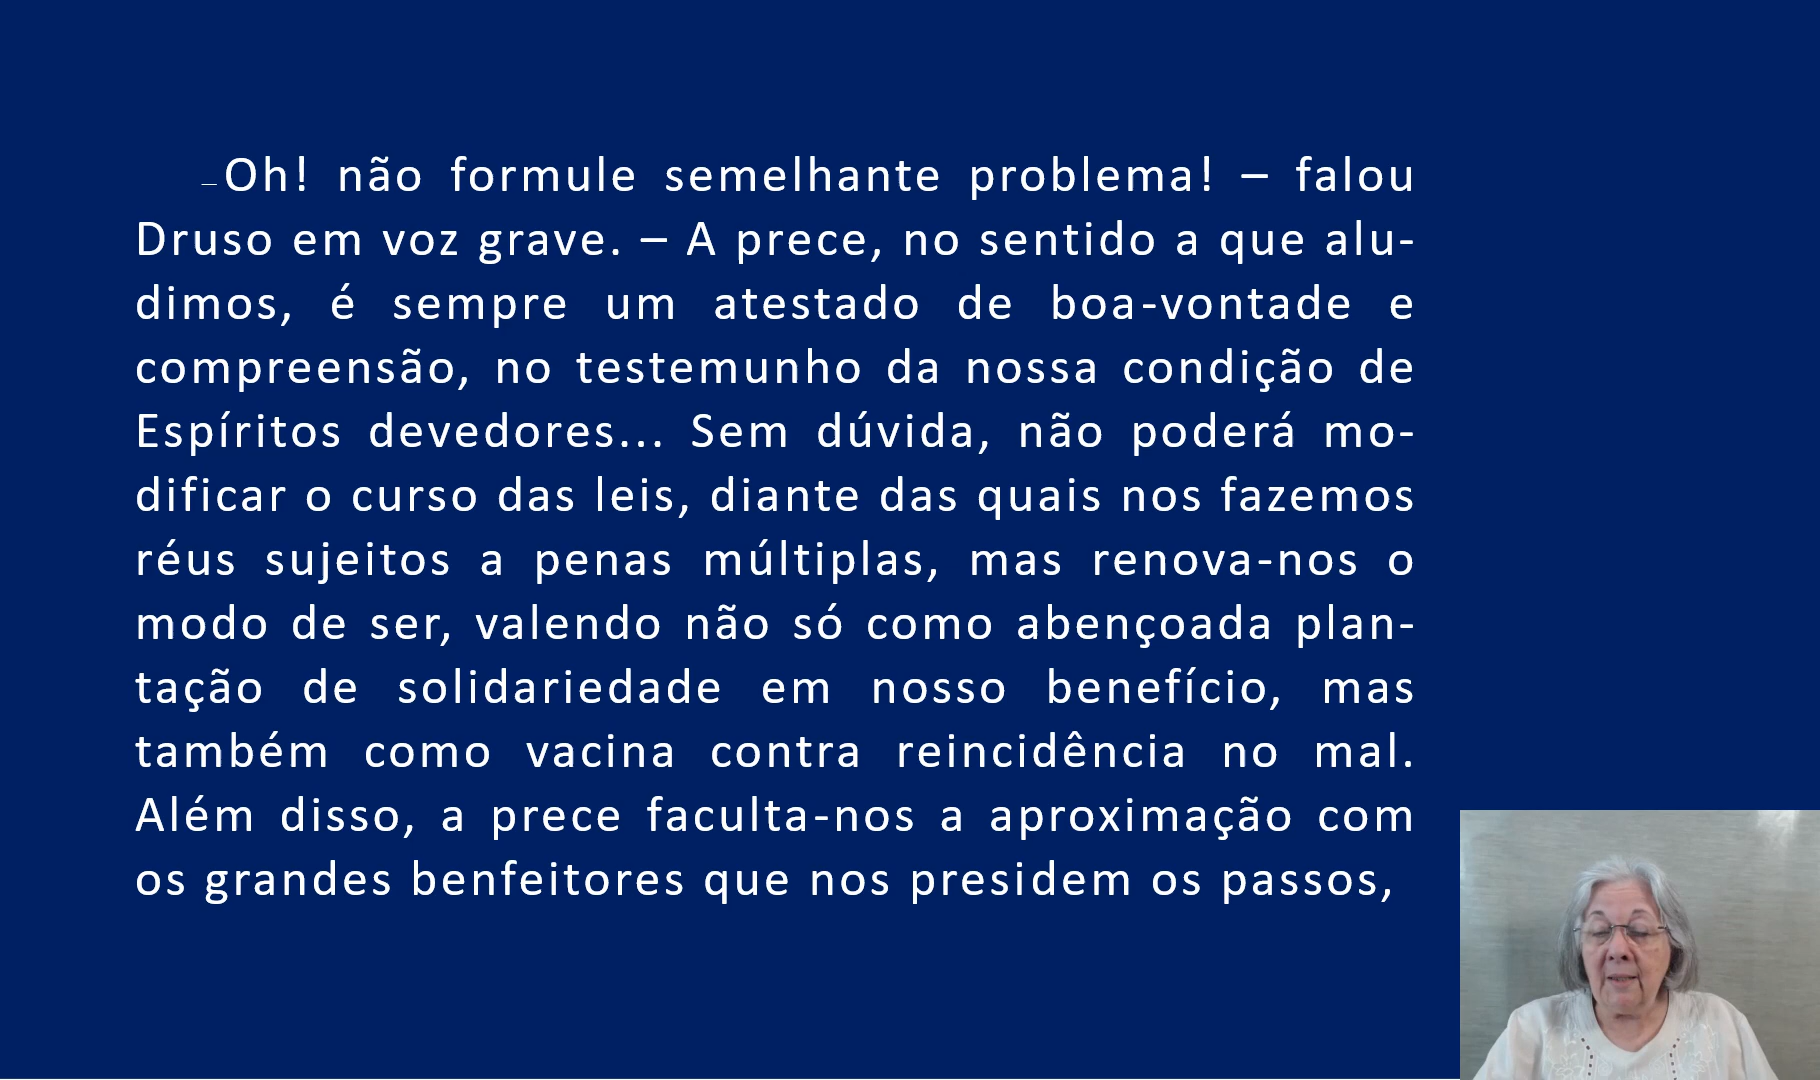 – Oh! não formule semelhante problema! – falou
Druso em voz grave. – A prece, no sentido a que alu-
dimos, é sempre um atestado de boa-vontade e
compreensão, no testemunho da nossa condição de
Espíritos devedores... Sem dúvida, não poderá mo-
dificar o curso das leis, diante das quais nos fazemos
réus sujeitos a penas múltiplas, mas renova-nos o
modo de ser, valendo não só como abençoada plan-
tação de solidariedade em nosso benefício, mas
também como vacina contra reincidência no mal.
Além disso, a prece faculta-nos a aproximação com
os grandes benfeitores que nos presidem os passos,